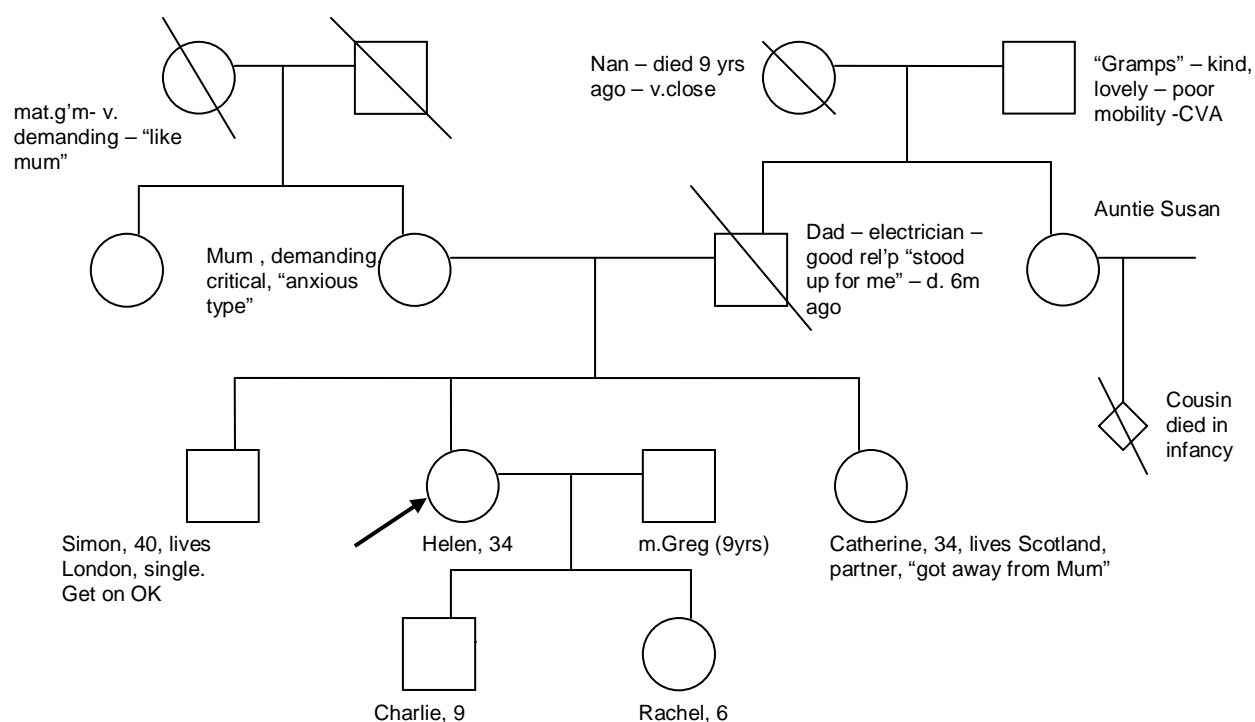 mat.g'm- v.
demanding – “like
mum”
Nan – died 9 yrs
ago – v.close
“Gramps” – kind,
lovely – poor
mobility -CVA
Mum , demanding,
critical, “anxious
type”
Dad – electrician –
good rel’p “stood
up for me” – d. 6m
ago
Auntie Susan
Cousin
died in
infancy
Simon, 40, lives
London, single.
Get on OK
Helen, 34
m.Greg (9yrs)
Catherine, 34, lives Scotland,
partner, “got away from Mum”
Charlie, 9
Rachel, 6